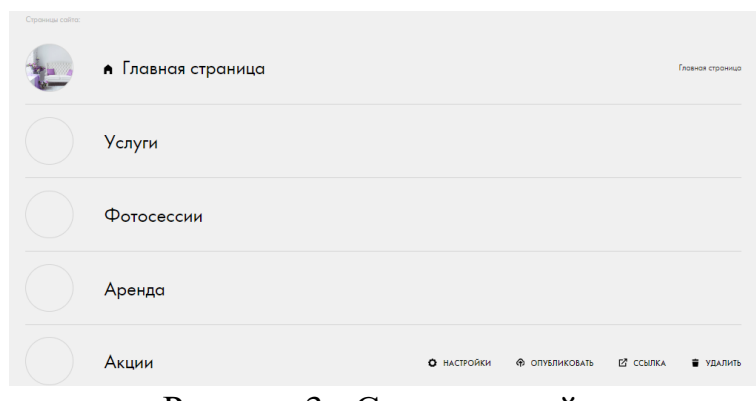 Страницы сайта:
Главная страница
Главная страница
Услуги
Фотосессии
Аренда
Акции
НАСТРОЙКИ ОПУБЛИКОВАТЬ ССЫЛКА УДАЛИТЬ